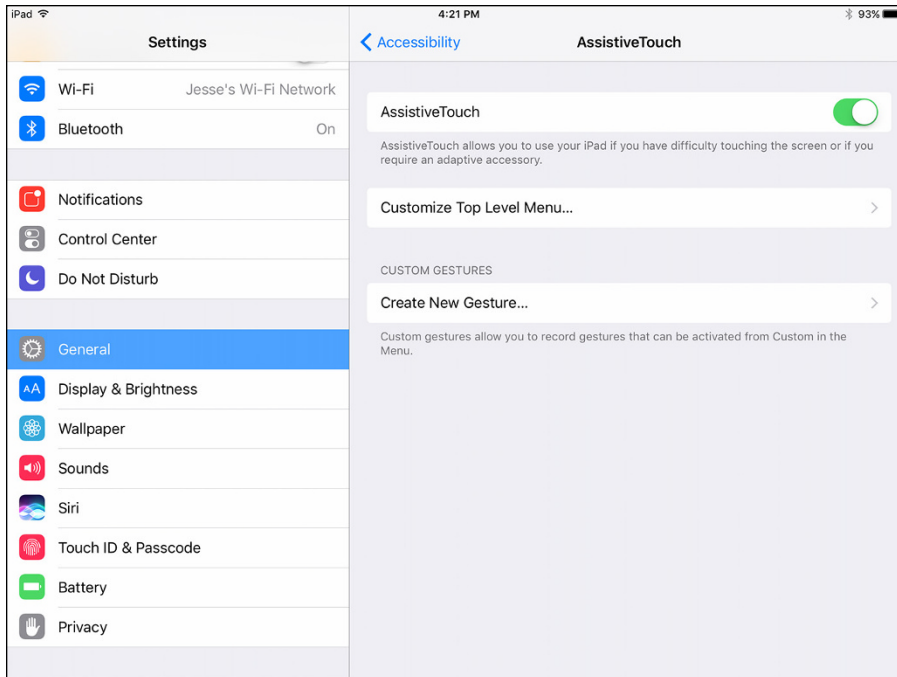 iPad 4:21 PM 93%
Settings
Wi-Fi Jesse's Wi-Fi Network
Bluetooth On
Notifications
Control Center
Do Not Disturb
General
AA Display & Brightness
Wallpaper
Sounds
Siri
Touch ID & Passcode
Battery
Privacy
Accessibility AssistiveTouch
AssistiveTouch
AssistiveTouch allows you to use your iPad if you have difficulty touching the screen or if you
require an adaptive accessory.
Customize Top Level Menu...
CUSTOM GESTURES
Create New Gesture...
Custom gestures allow you to record gestures that can be activated from Custom in the
Menu.